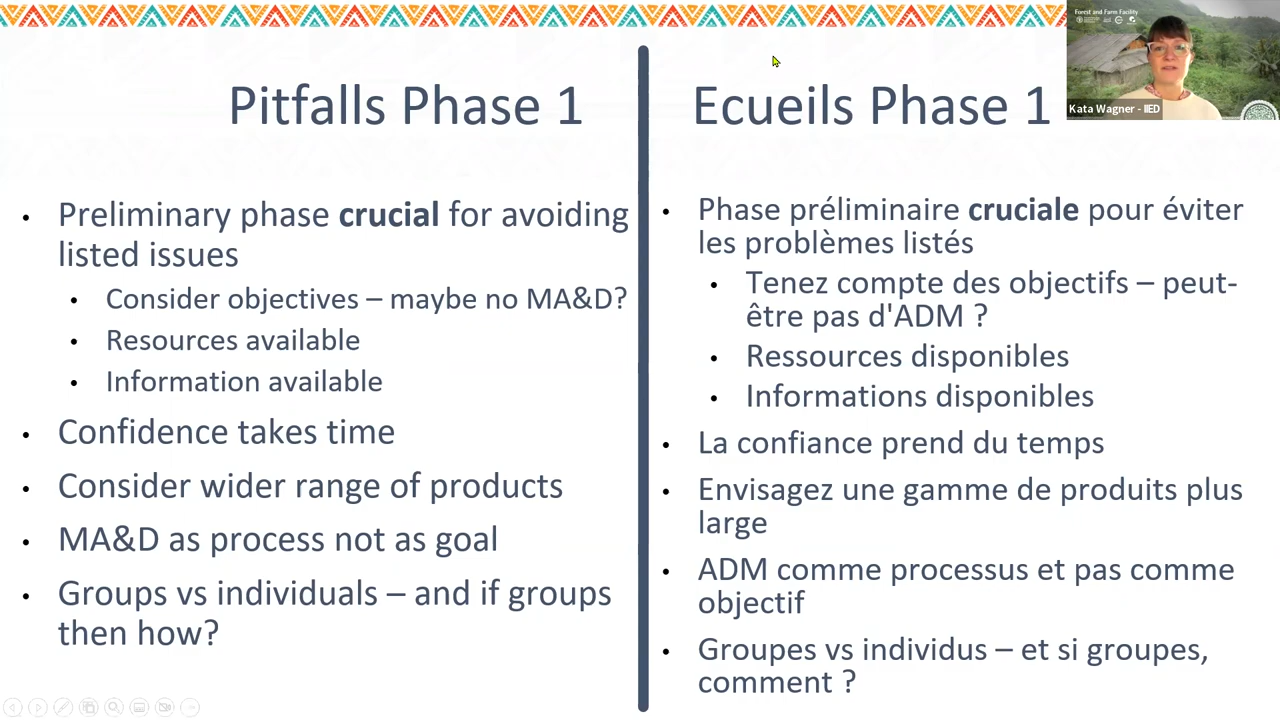 Pitfalls Phase 1
Preliminary phase crucial for avoiding
listed issues
Consider objectives – maybe no MA&D?
Resources available
Information available
Confidence takes time
Consider wider range of products
MA&D as process not as goal
Groups vs individuals – and if groups
then how?
Ecueils Phase 1
Phase préliminaire cruciale pour éviter
les problèmes listés
Tenez compte des objectifs – peut-
être pas d'ADM ?
Ressources disponibles
Informations disponibles
La confiance prend du temps
Envisagez une gamme de produits plus
large
ADM comme processus et pas comme
objectif
Groupes vs individus – et si groupes,
comment ?
Forest and Farm Facility
Kata Wagner - IIED